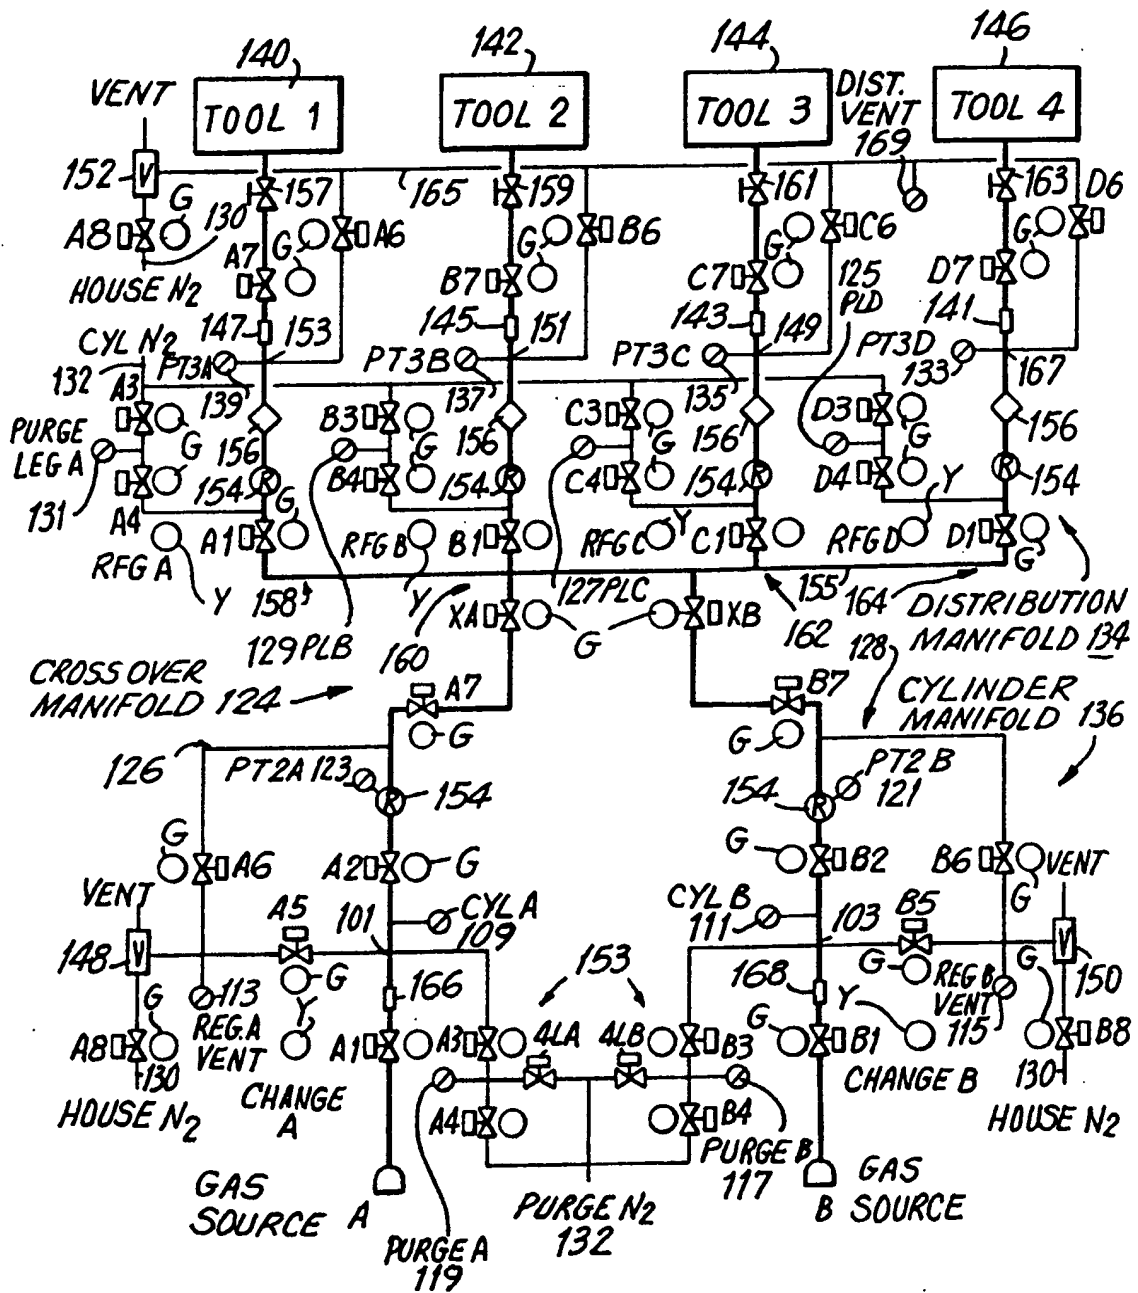 140
142
144
146
VENT
TOOL 1
TOOL 2
TOOL 3
DIST.
VENT
169
TOOL 4
152
V
157
165
159
161
163
D6
G
130
A8
A7
G
A6
G
B6
G
C6
G
HOUSE N2
B7
C7
125
PLD
D7
147
153
145
151
143
149
141
CYL N2
132
PT3A
PT3B
PT3C
PT3D
133
167
A3
139
137
135
PURGE
LEG A
G
156
B3
G
156
C3
G
156
D3
G
156
131
A4
G
154
R
B4
154
R
C4
154
R
D4
Y
R
154
G
RFG A
A1
RFG B
B1
RFG C
Y
C1
RFG D
D1
G
Y
158
Y
127 PLC
155
164
DISTRIBUTION
MANIFOLD 134
129 PLB
160
XA
G
XB
162
128
CROSS OVER
MANIFOLD 124
A7
B7
CYLINDER
MANIFOLD 136
G
G
126
PT2A 123
PT2B
121
R
154
154
R
G
A6
A2
G
G
B2
B6
VENT
G
VENT
A5
101
CYL A
109
CYL B
111
103
B5
148
V
G
153
G
G
V
150
113
REG.A
VENT
Y
166
168
Y
REG B
VENT
115
G
A8
A1
A3
4LA
4LB
B3
G
B1
B8
130
HOUSE N2
CHANGE
A
A4
B4
CHANGE B
130
HOUSE N2
PURGE B
117
GAS
SOURCE A
PURGE N2
132
GAS
B SOURCE
PURGE A
119